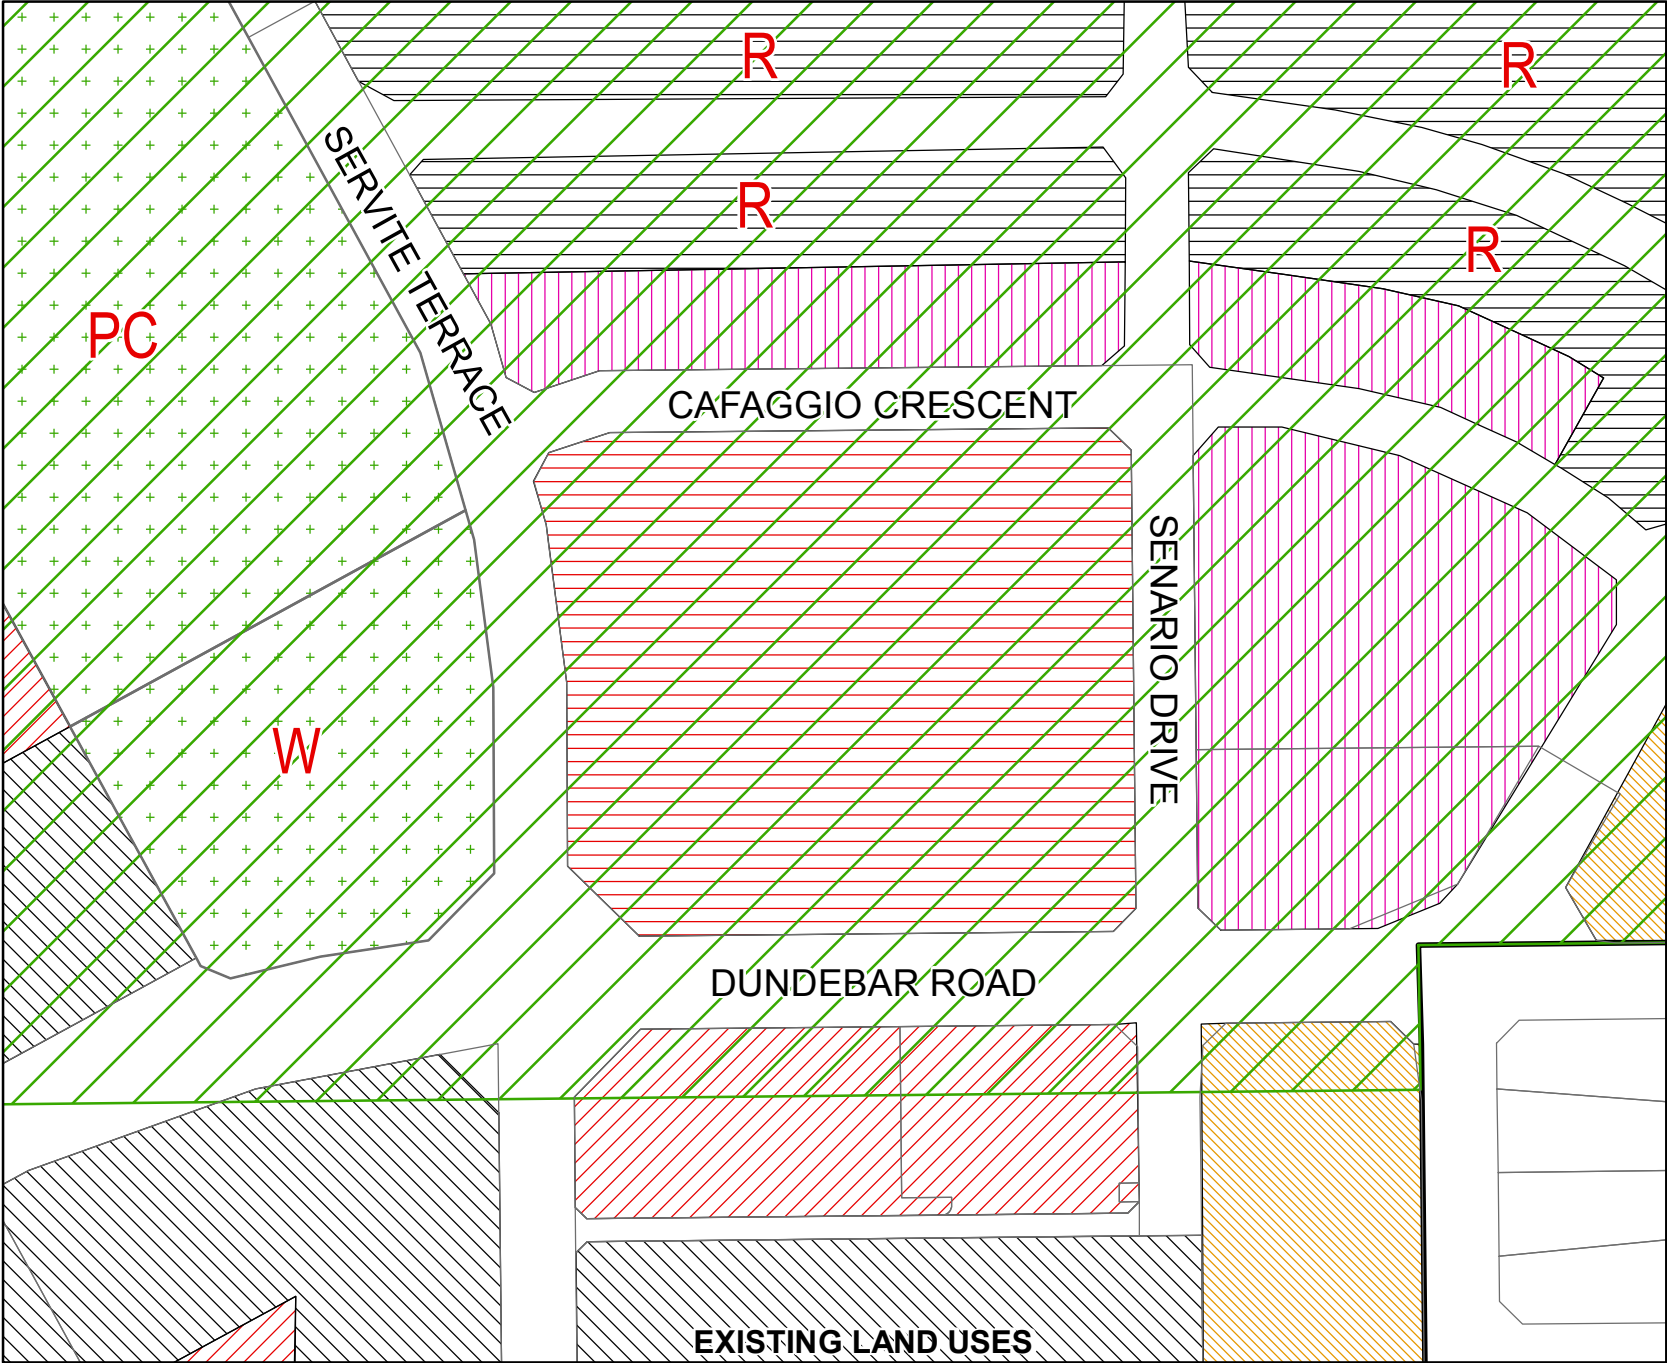 R
R
SERVITE TERRACE
R
R
PC
CAFAGGIO CRESCENT
SENARIO DRIVE
W
DUNDEBAR ROAD
EXISTING LAND USES